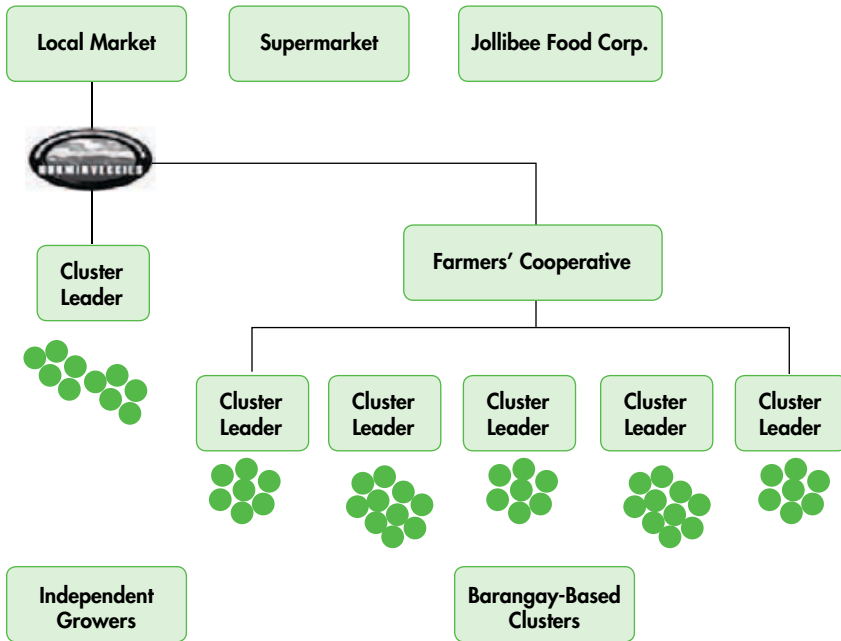 Local Market
Supermarket
Jollibee Food Corp.
NORMINVEGGIES
Farmers’ Cooperative
Cluster
Leader
Cluster
Leader
Cluster
Leader
Cluster
Leader
Cluster
Leader
Cluster
Leader
Independent
Growers
Barangay-Based
Clusters